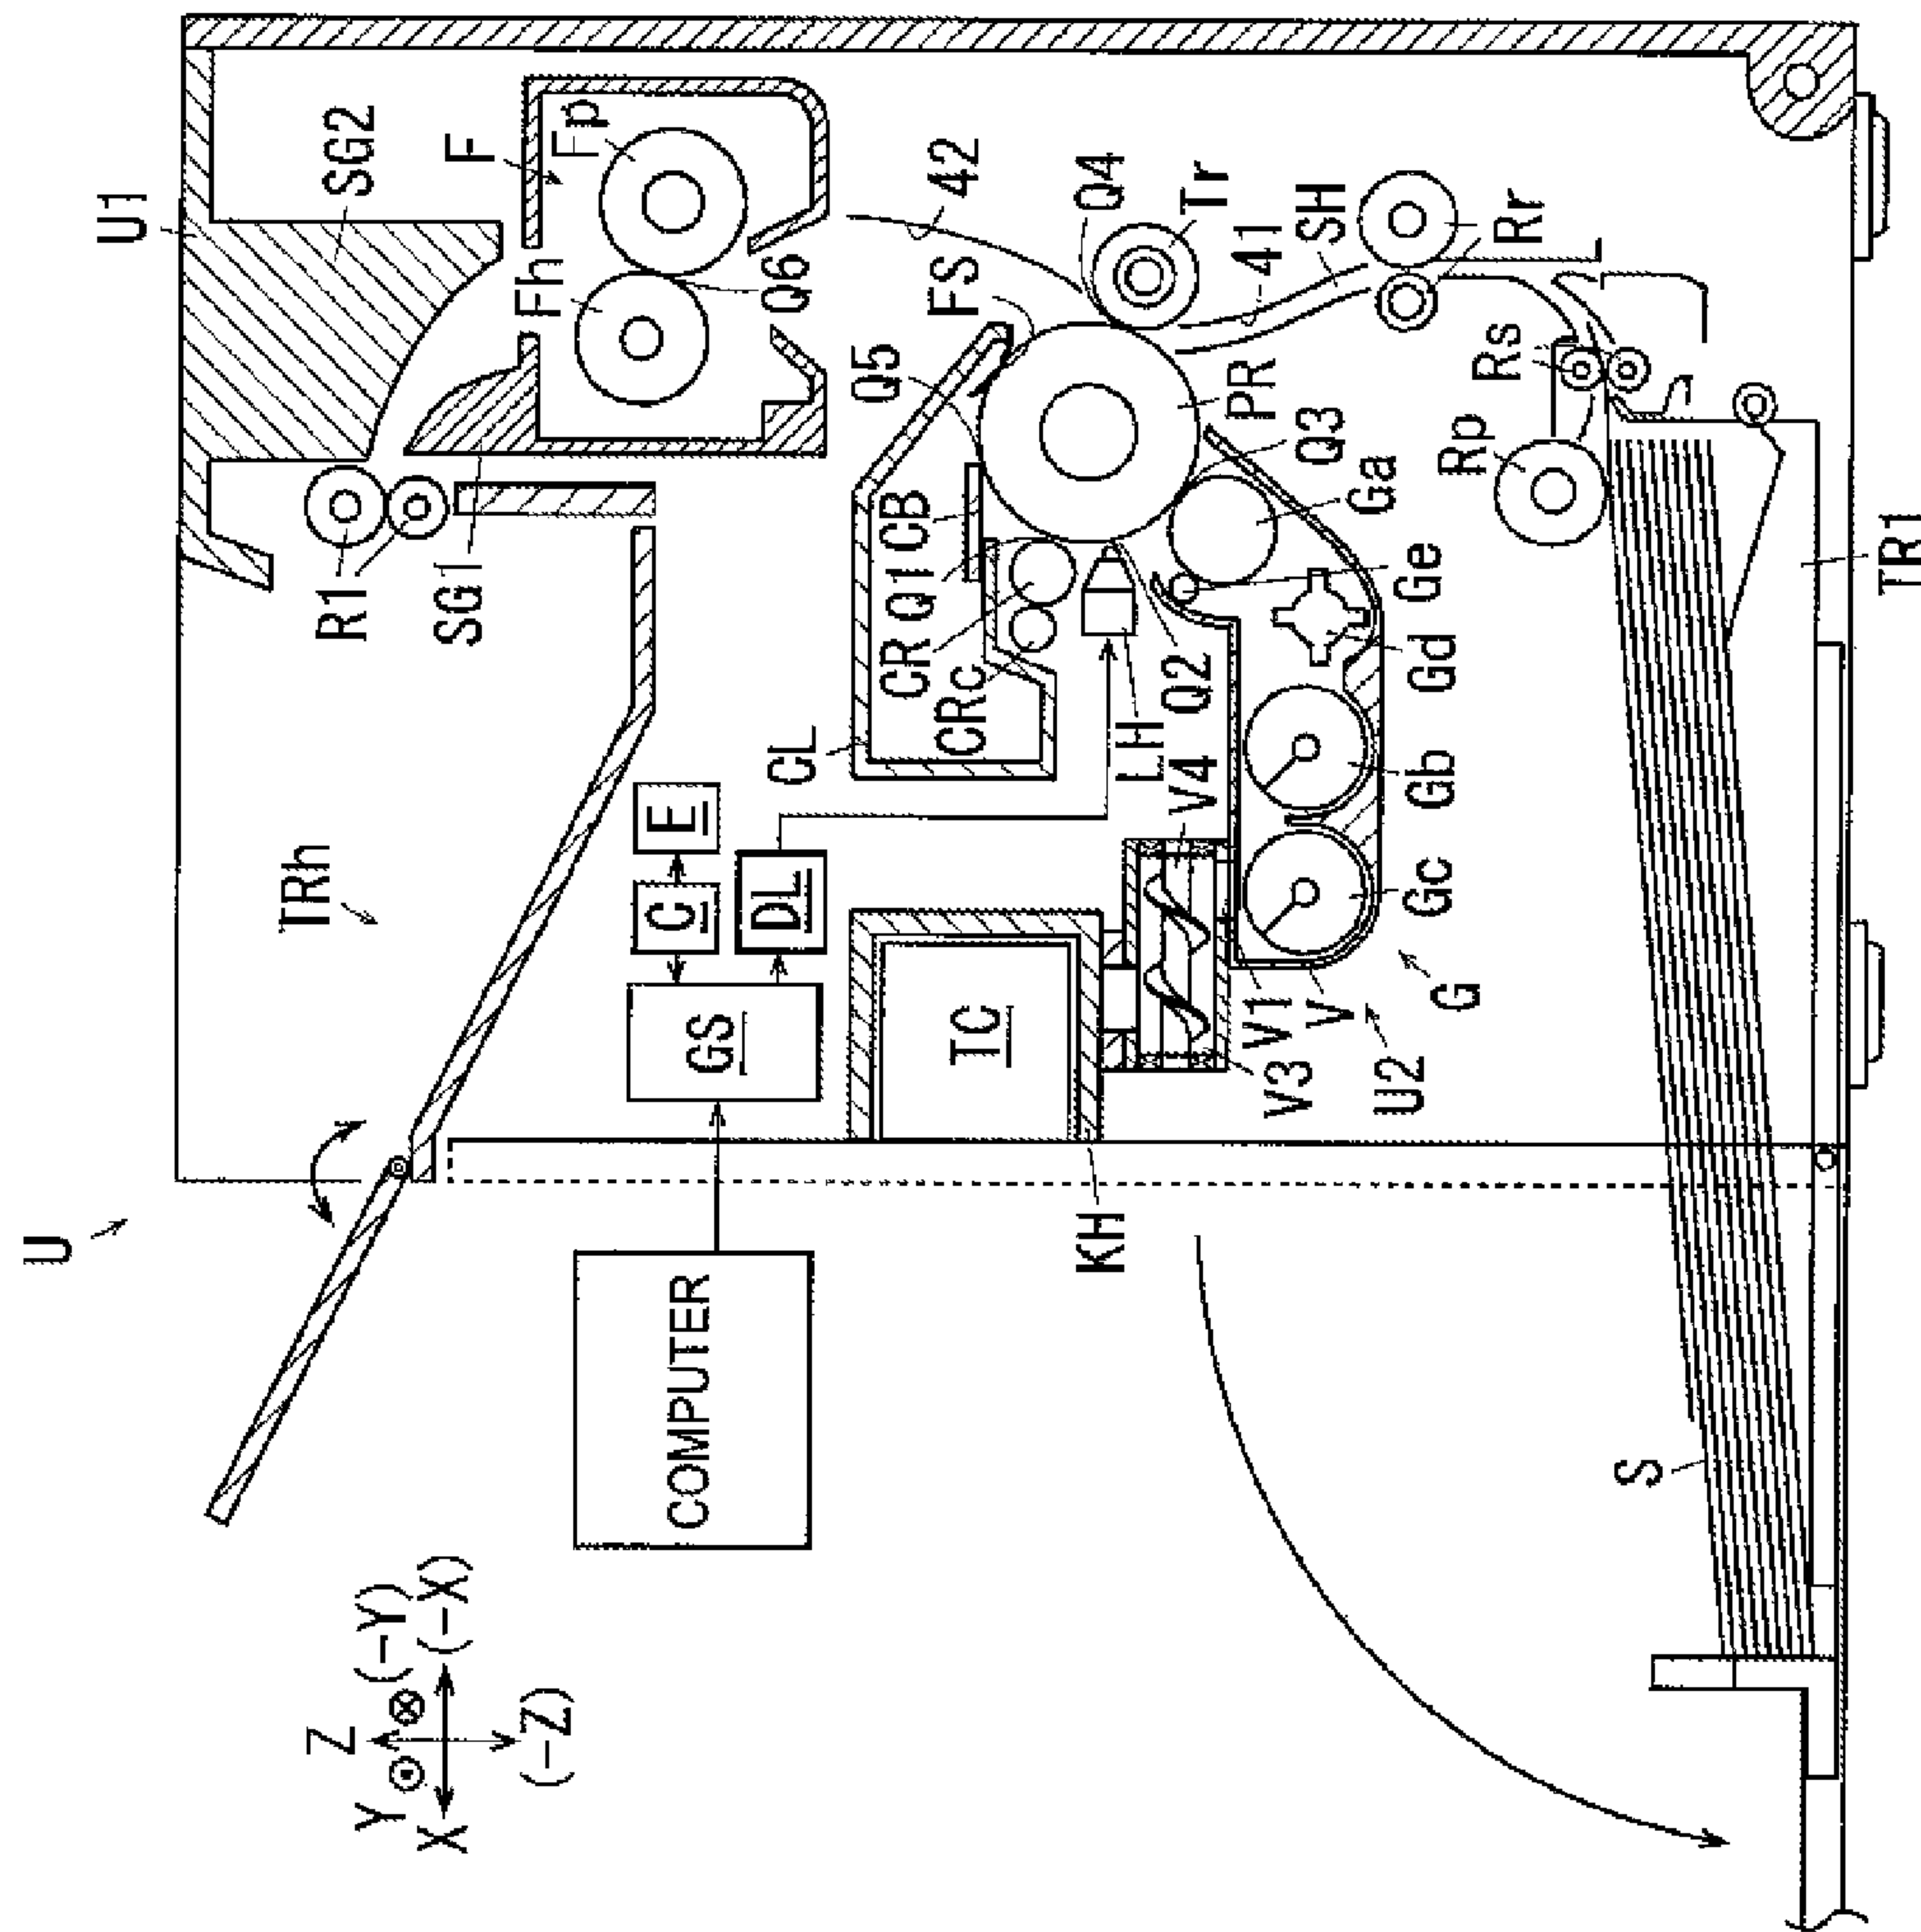 U1
SG2
F
Fp
Fh
Q6
42
FS
Q4
Tr
SH
41
Rr
Rs
Rp
Q5
PR
Q3
Ga
Ge
Gd
Gb
Gc
G
R1
SG1
CB
Q1
CR
CRc
CL
Q2
LH
V4
TRh
E
C
DL
GS
TC
V1
V
V3
U2
KH
TR1
U
COMPUTER
S
Z
(-Y)
Y
(-X)
X
(-Z)